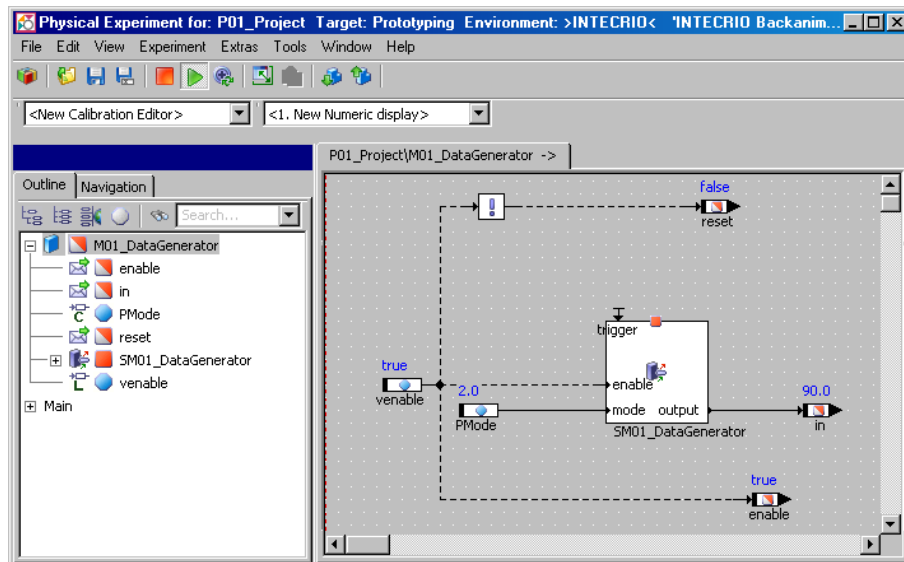 Physical Experiment for: P01_Project Target: Prototyping Environment: >INTECRIO< 'INTECRIO Backanim...
File Edit View Experiment Extras Tools Window Help
<New Calibration Editor> <1. New Numeric display>
P01_Project\M01_DataGenerator ->
Outline Navigation
Search...
M01_DataGenerator
enable
in
C PMode
reset
SM01_DataGenerator
L venable
Main
false
! 
reset
trigger
true
venable
enable
2.0
90.0
mode output
PMode
in
SM01_DataGenerator
true
enable